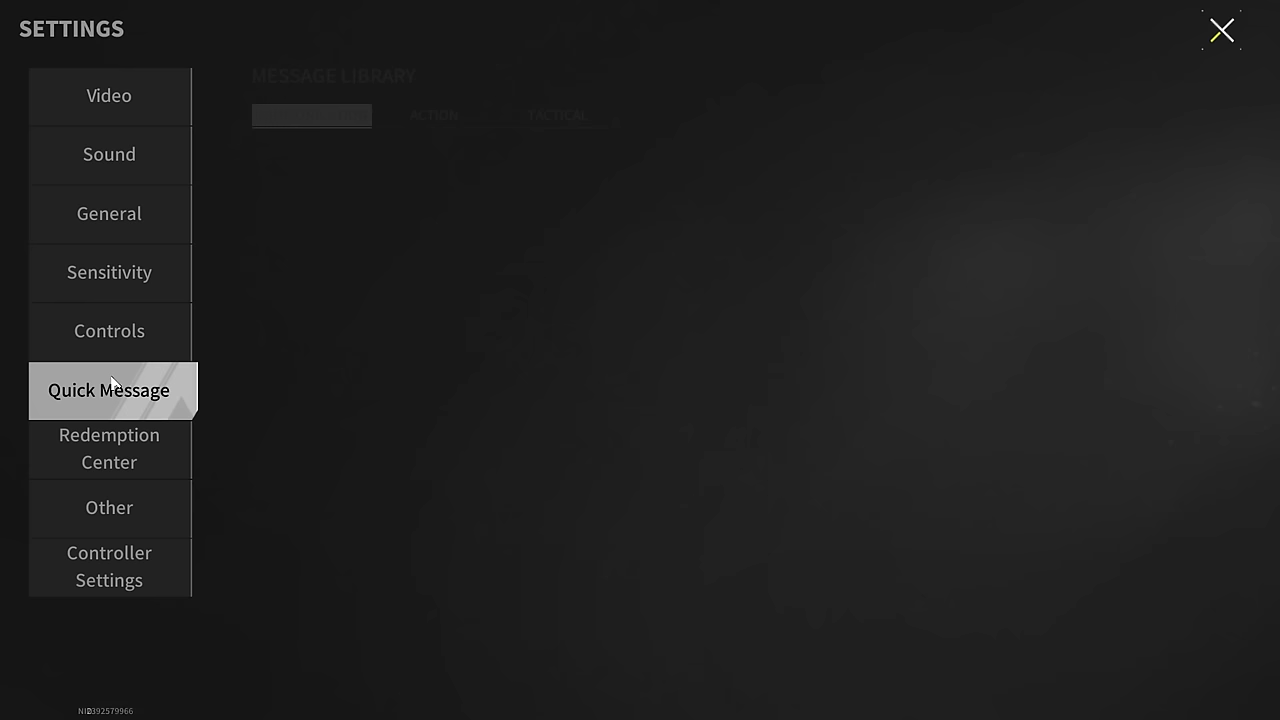 SETTINGS
Video
Sound
General
Sensitivity
Controls
Quick Message
Redemption
Center
Other
Controller
Settings
MESSAGE LIBRARY
ACTION
TACTICAL